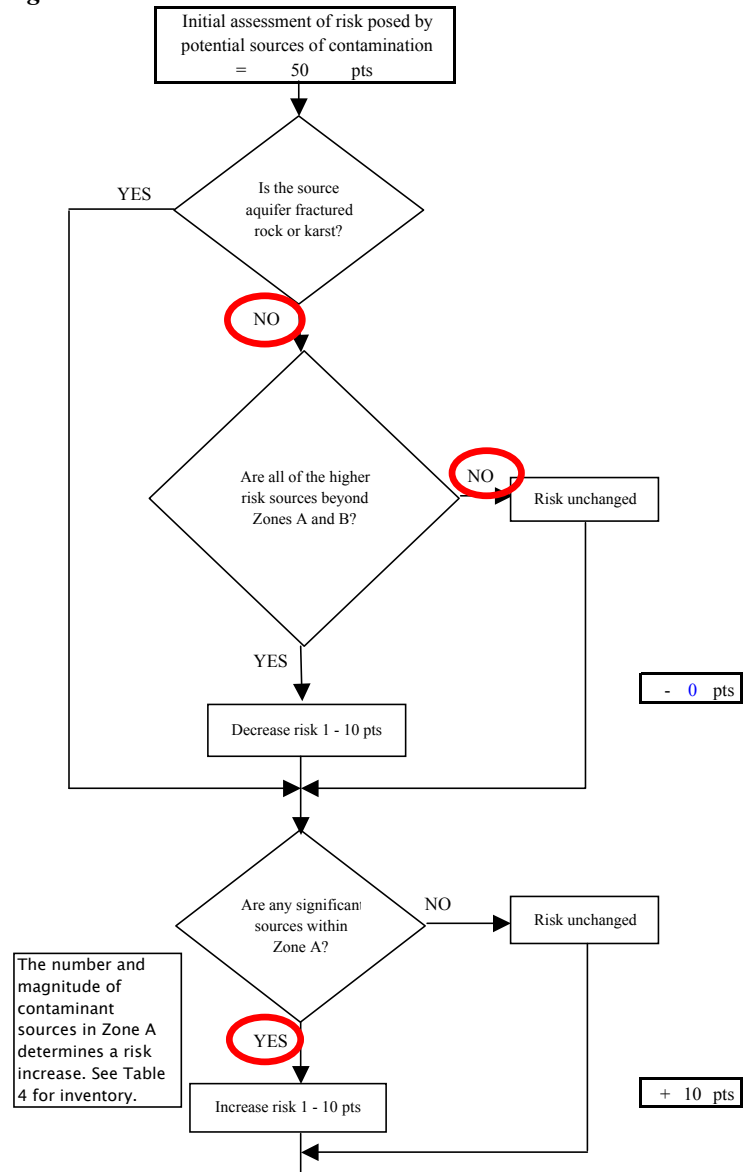 g
Initial assessment of risk posed by
potential sources of contamination
= 50 pts
YES
Is the source
aquifer fractured
rock or karst?
NO
Are all of the higher
risk sources beyond
Zones A and B?
NO
Risk unchanged
YES
- 0 pts
Decrease risk 1 - 10 pts
Are any significant
sources within
Zone A?
NO
Risk unchanged
The number and
magnitude of
contaminant
sources in Zone A
determines a risk
increase. See Table
4 for inventory.
YES
Increase risk 1 - 10 pts
+ 10 pts